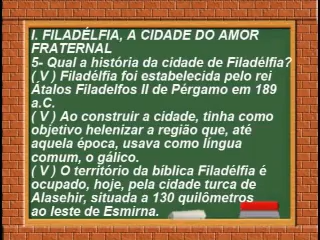 I. FILADÉLFIA, A CIDADE DO AMOR
FRATERNAL
5- Qual a história da cidade de Filadélfia?
( V ) Filadélfia foi estabelecida pelo rei
Átalos Filadelfos II de Pérgamo em 189
a.C.
( V ) Ao construir a cidade, tinha como
objetivo helenizar a região que, até
aquela época, usava como língua
comum, o gálico.
( V ) O território da bíblica Filadélfia é
ocupado, hoje, pela cidade turca de
Alasehir, situada a 130 quilômetros
ao leste de Esmirna.